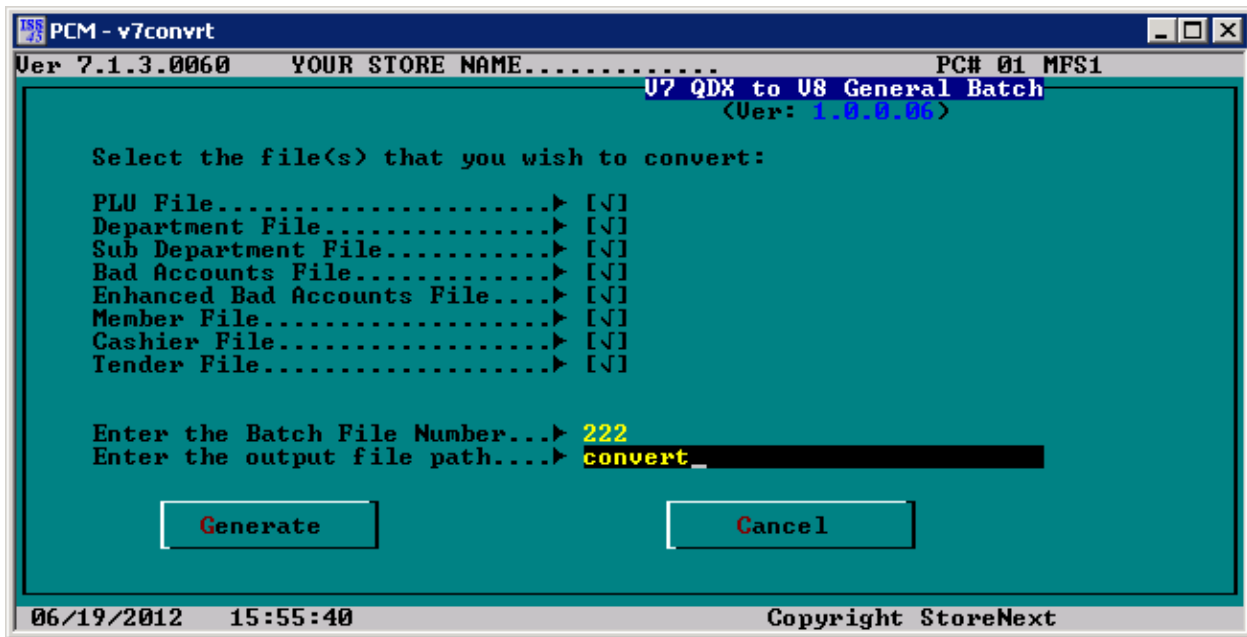 ISS 45 PCM - v7convrt
Ver 7.1.3.0060 YOUR STORE NAME............. PC# 01 MFS1
V7 QDX to V8 General Batch
(Ver: 1.0.0.06)
Select the file(s) that you wish to convert:
PLU File.......................► [√]
Department File................► [√]
Sub Department File............► [√]
Bad Accounts File..............► [√]
Enhanced Bad Accounts File....► [√]
Member File....................► [√]
Cashier File...................► [√]
Tender File....................► [√]
Enter the Batch File Number...► 222
Enter the output file path....► convert_
Generate Cancel
06/19/2012 15:55:40 Copyright StoreNext